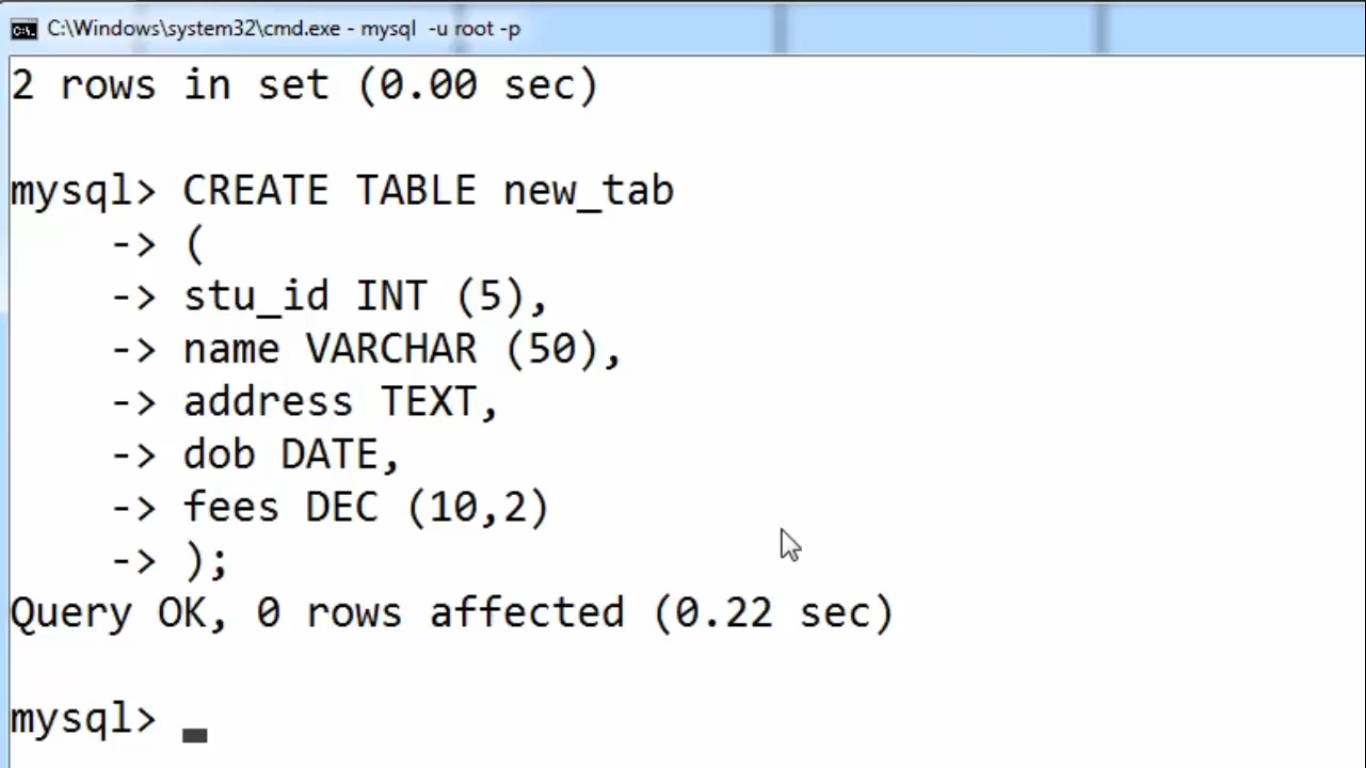 C:\Windows\system32\cmd.exe - mysql  -u root -p
2 rows in set (0.00 sec)
mysql> CREATE TABLE new_tab
    -> (
    -> stu_id INT (5),
    -> name VARCHAR (50),
    -> address TEXT,
    -> dob DATE,
    -> fees DEC (10,2)
    -> );
Query OK, 0 rows affected (0.22 sec)
mysql>